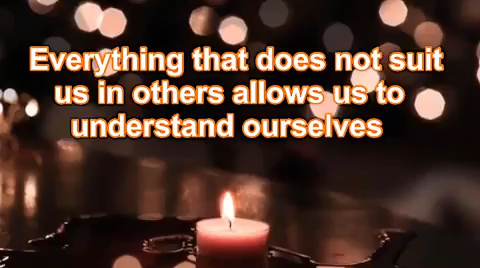 Everything that does not suit
us in others allows us to
understand ourselves